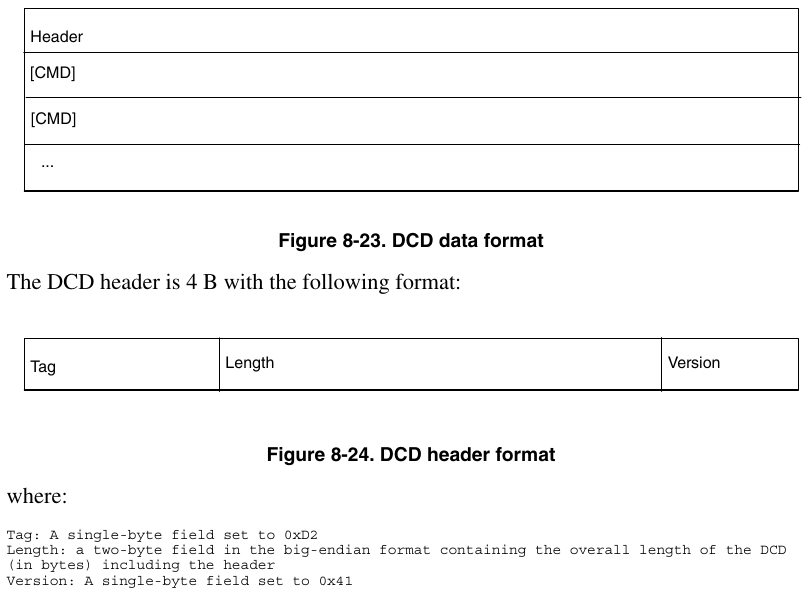 Header
[CMD]
[CMD]
...
Figure 8-23. DCD data format
The DCD header is 4 B with the following format:
Tag
Length
Version
Figure 8-24. DCD header format
where:
Tag: A single-byte field set to 0xD2
Length: a two-byte field in the big-endian format containing the overall length of the DCD
(in bytes) including the header
Version: A single-byte field set to 0x41